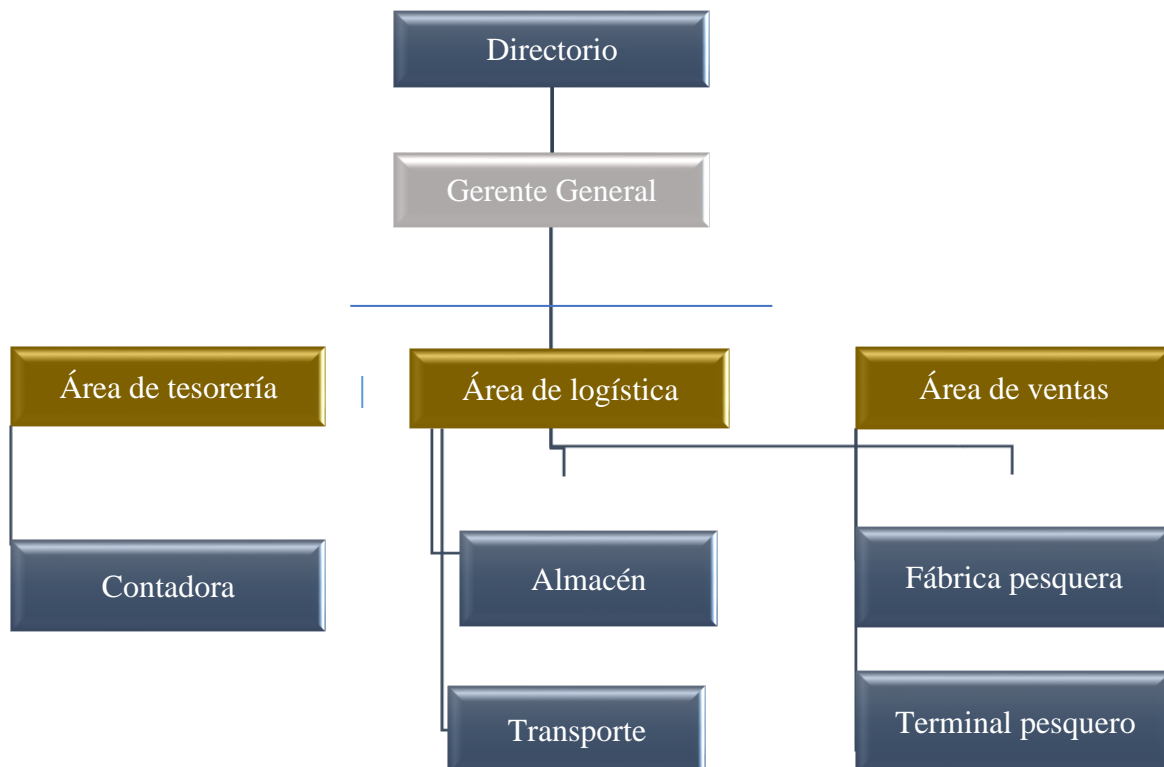 Directorio
Gerente General
Área de tesorería
Área de logística
Área de ventas
Contadora
Almacén
Fábrica pesquera
Transporte
Terminal pesquero